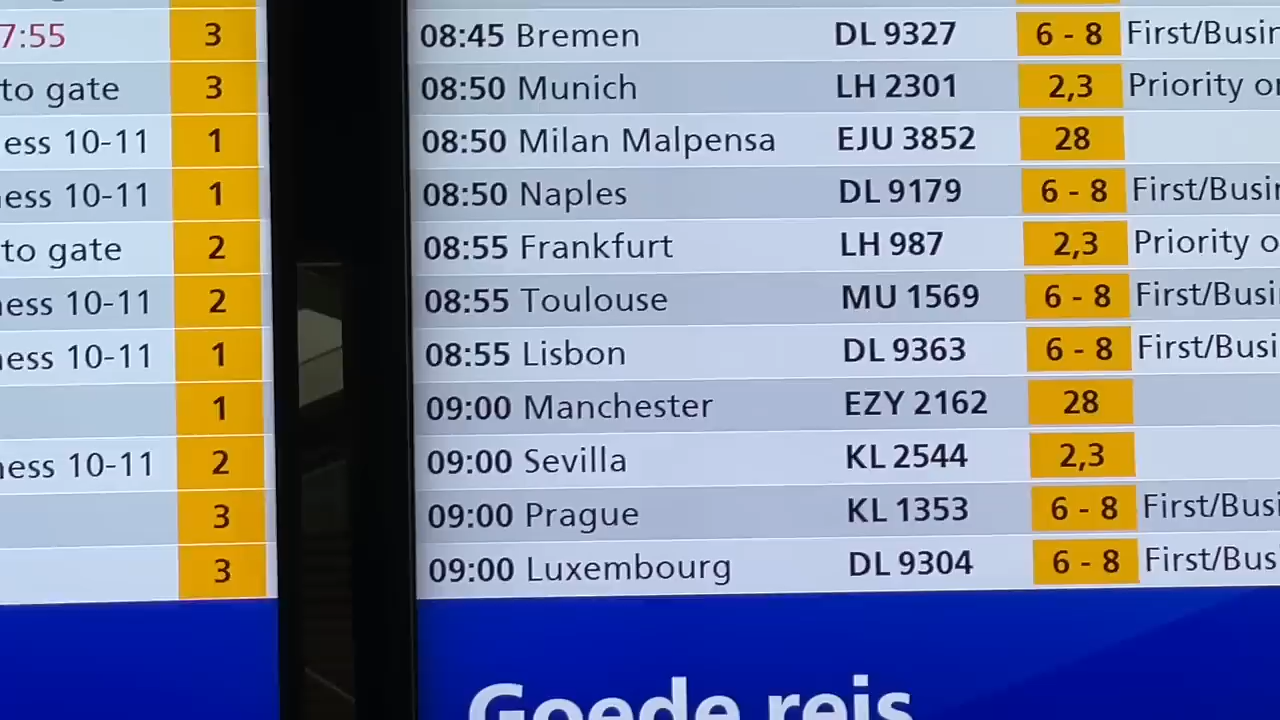 7:55 3
to gate 3
ess 10-11 1
ess 10-11 1
to gate 2
ness 10-11 2
ness 10-11 1
1
ness 10-11 2
3
3
08:45 Bremen DL 9327 6 - 8 First/Busin
08:50 Munich LH 2301 2,3 Priority or
08:50 Milan Malpensa EJU 3852 28
08:50 Naples DL 9179 6 - 8 First/Busin
08:55 Frankfurt LH 987 2,3 Priority o
08:55 Toulouse MU 1569 6 - 8 First/Busi
08:55 Lisbon DL 9363 6 - 8 First/Busi
09:00 Manchester EZY 2162 28
09:00 Sevilla KL 2544 2,3
09:00 Prague KL 1353 6 - 8 First/Busi
09:00 Luxembourg DL 9304 6 - 8 First/Bus
Goede reis